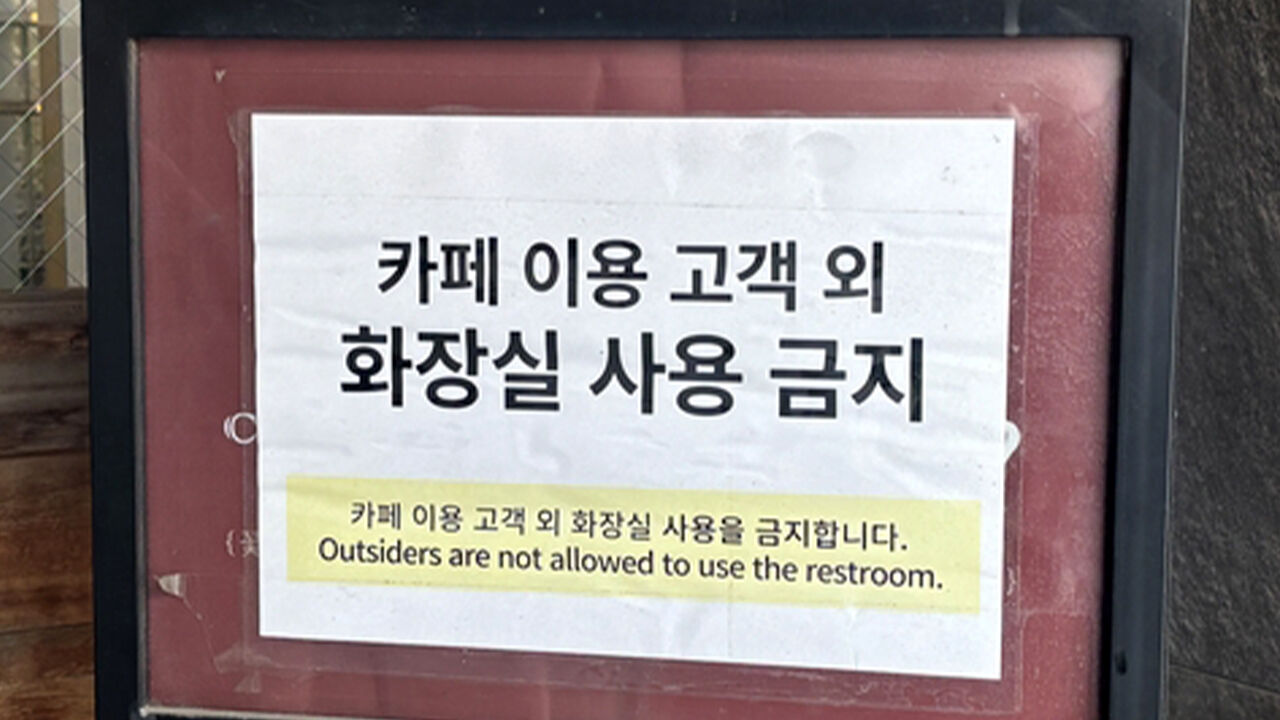 카페 이용 고객 외
화장실 사용 금지
카페 이용 고객 외 화장실 사용을 금지합니다.
Outsiders are not allowed to use the restroom.